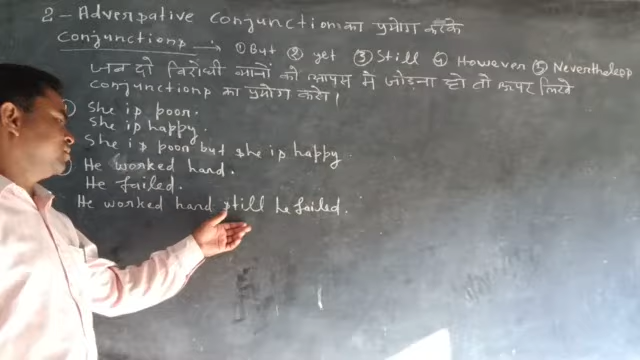 2 - Adversative Conjunction का प्रयोग करके
Conjunctions → ① But ② yet ③ Still ④ However ⑤ Nevertheless
जब दो विरोधी भावों को आपस में जोड़ना हो तो ऊपर लिखे
Conjunctions का प्रयोग करो।
She is poor.
She is happy.
She is poor but she is happy
He worked hard.
He failed.
He worked hard still he failed.